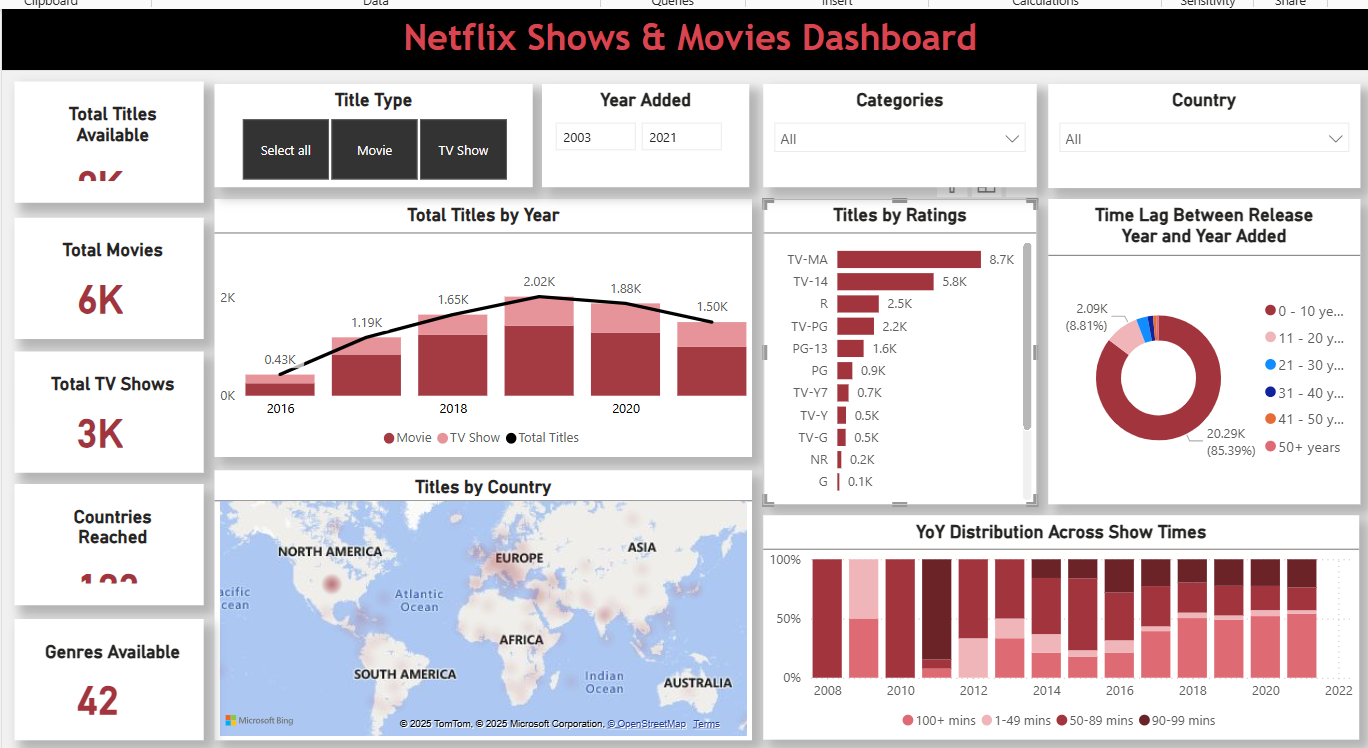 Clipboard
Data
Queries
Insert
Calculations
Sensitivity
Share
Netflix Shows & Movies Dashboard
Total Titles
Available
Title Type
Select all
Movie
TV Show
Year Added
2003
2021
Categories
All
Country
All
Total Movies
6K
Total TV Shows
3K
Countries
Reached
Genres Available
42
Total Titles by Year
2K
0K
0.43K
1.19K
1.65K
2.02K
1.88K
1.50K
2016
2018
2020
Movie
TV Show
Total Titles
Titles by Ratings
TV-MA 8.7K
TV-14 5.8K
R 2.5K
TV-PG 2.2K
PG-13 1.6K
PG 0.9K
TV-Y7 0.7K
TV-Y 0.5K
TV-G 0.5K
NR 0.2K
G 0.1K
Time Lag Between Release
Year and Year Added
2.09K
(8.81%)
20.29K
(85.39%)
0 - 10 ye...
11 - 20 y...
21 - 30 y...
31 - 40 y...
41 - 50 y...
50+ years
Titles by Country
NORTH AMERICA
EUROPE
ASIA
acific
cean
Atlantic
Ocean
AFRICA
SOUTH AMERICA
Indian
Ocean
AUSTRALIA
Microsoft Bing
© 2025 TomTom, © 2025 Microsoft Corporation, © OpenStreetMap Terms
YoY Distribution Across Show Times
100%
50%
0%
2008
2010
2012
2014
2016
2018
2020
2022
100+ mins
1-49 mins
50-89 mins
90-99 mins